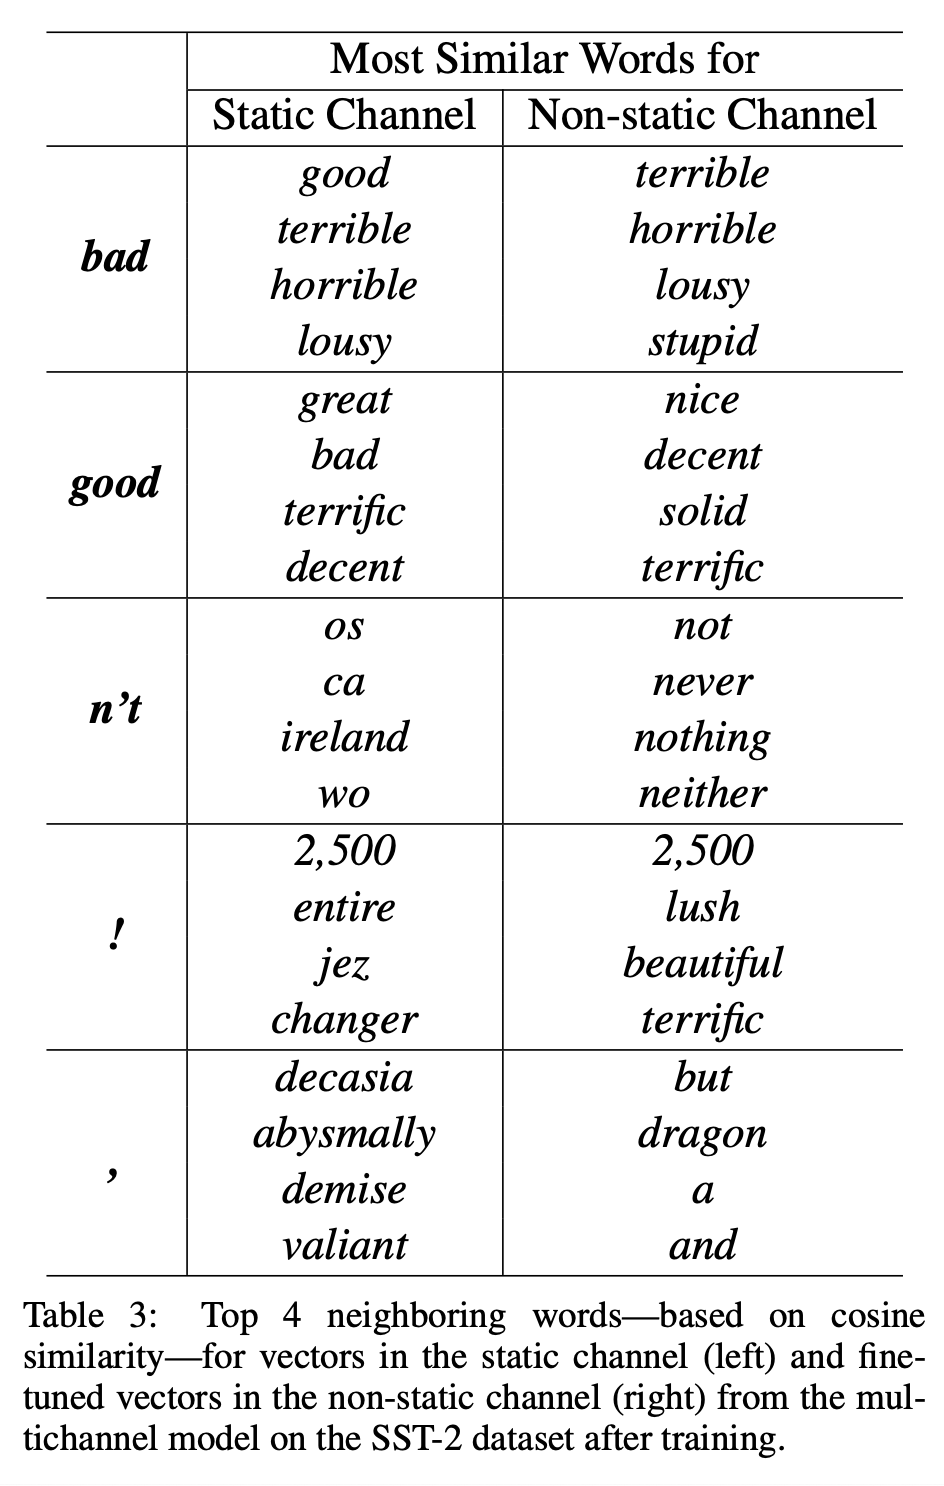 Most Similar Words for
Static Channel Non-static Channel
bad
good terrible
terrible horrible
horrible lousy
lousy stupid
good
great nice
bad decent
terrific solid
decent terrific
n’t
os not
ca never
ireland nothing
wo neither
!
2,500 2,500
entire lush
jez beautiful
changer terrific
,
decasia but
abysmally dragon
demise a
valiant and
Table 3: Top 4 neighboring words—based on cosine
similarity—for vectors in the static channel (left) and fine-
tuned vectors in the non-static channel (right) from the mul-
tichannel model on the SST-2 dataset after training.